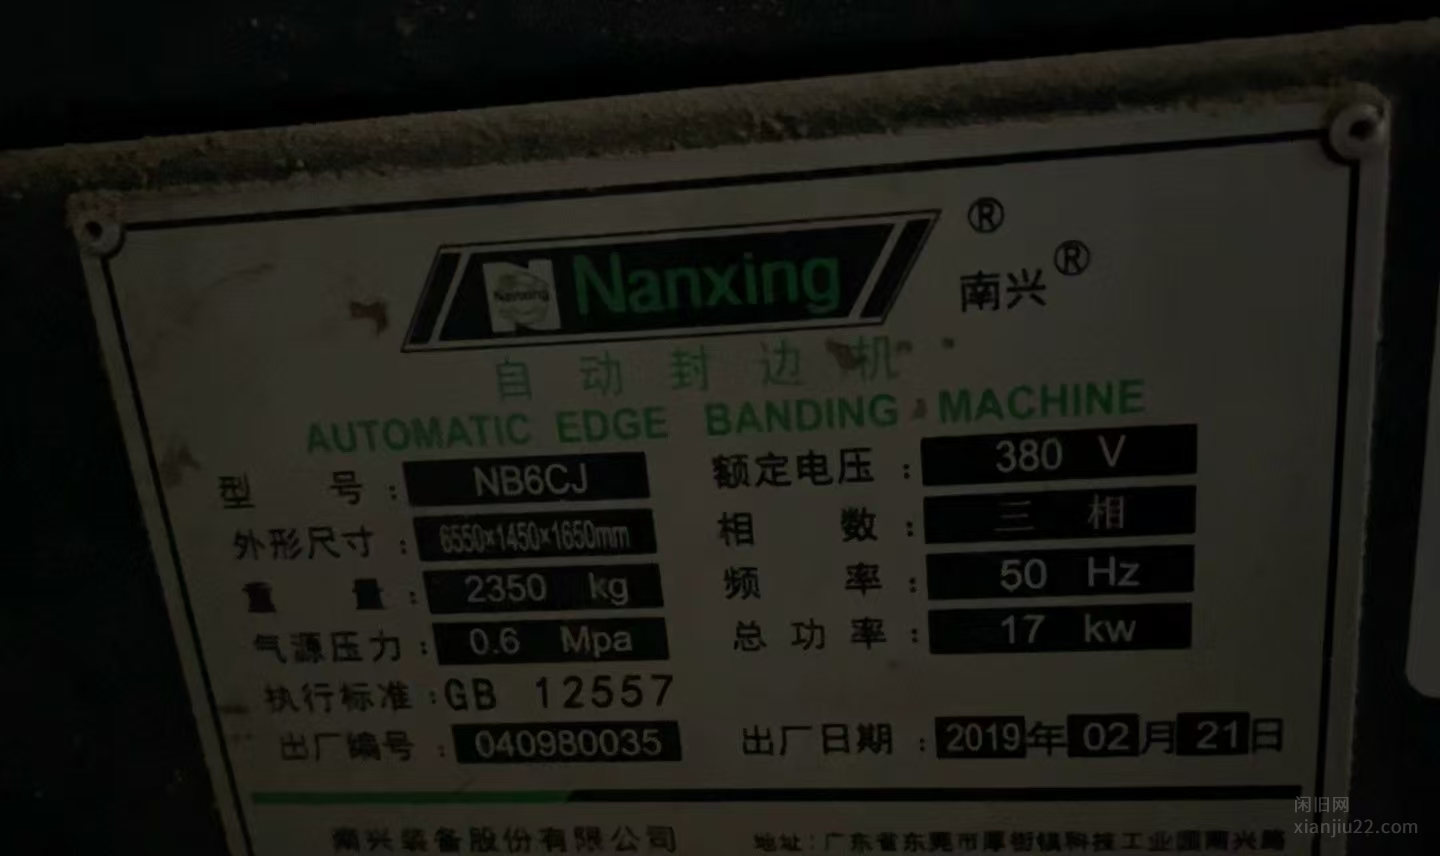 Nanxing Nanxing ®
南兴 ®
自动封边机
AUTOMATIC EDGE BANDING MACHINE
型号: NB6CJ 额定电压: 380 V
外形尺寸: 6550×1450×1650mm 相数: 三相
重量: 2350 kg 频率: 50 Hz
气源压力: 0.6 Mpa 总功率: 17 kw
执行标准:GB 12557
出厂编号: 040980035 出厂日期: 2019年02月21日
南兴装备股份有限公司 地址: 广东省东莞市厚街镇科技工业园南兴路
闲旧网
xianjiu22.com